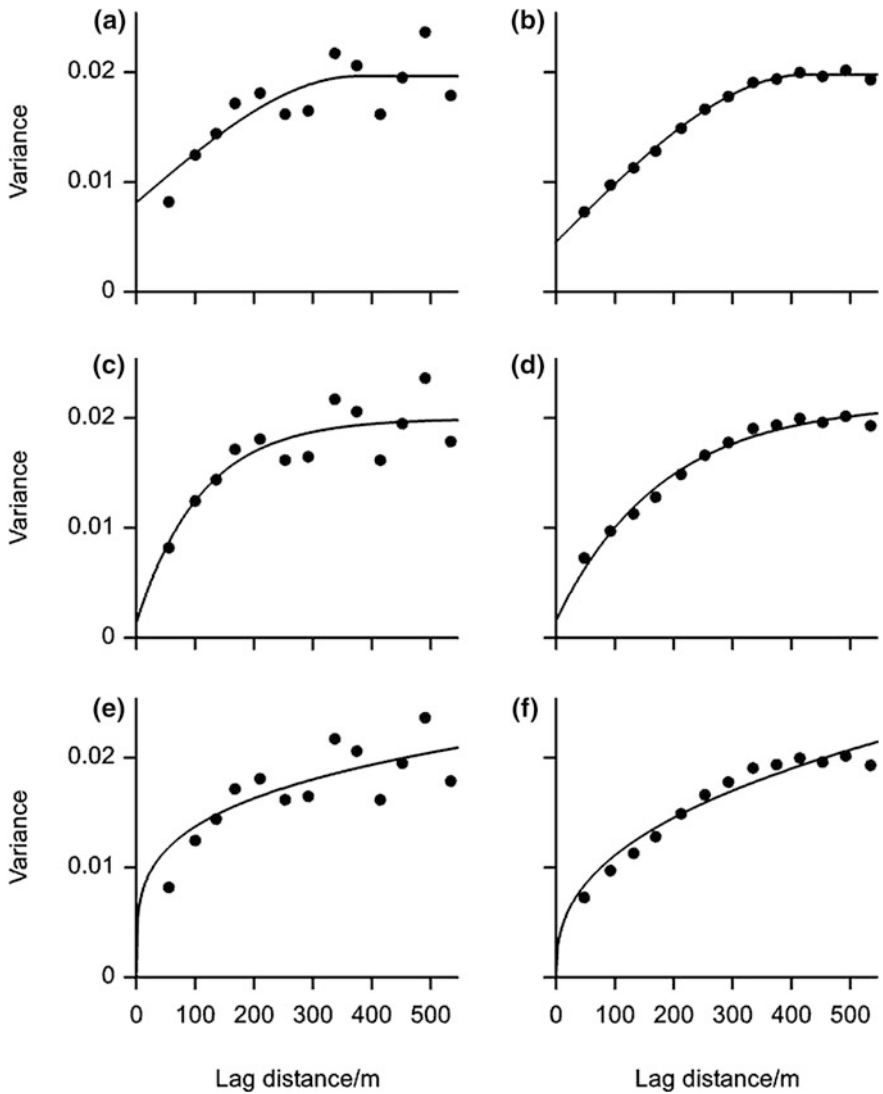 (a) (b)
Variance
0.02
0.01
0
(c) (d)
Variance
0.02
0.01
0
(e) (f)
Variance
0.02
0.01
0
0 100 200 300 400 500 0 100 200 300 400 500
Lag distance/m Lag distance/m